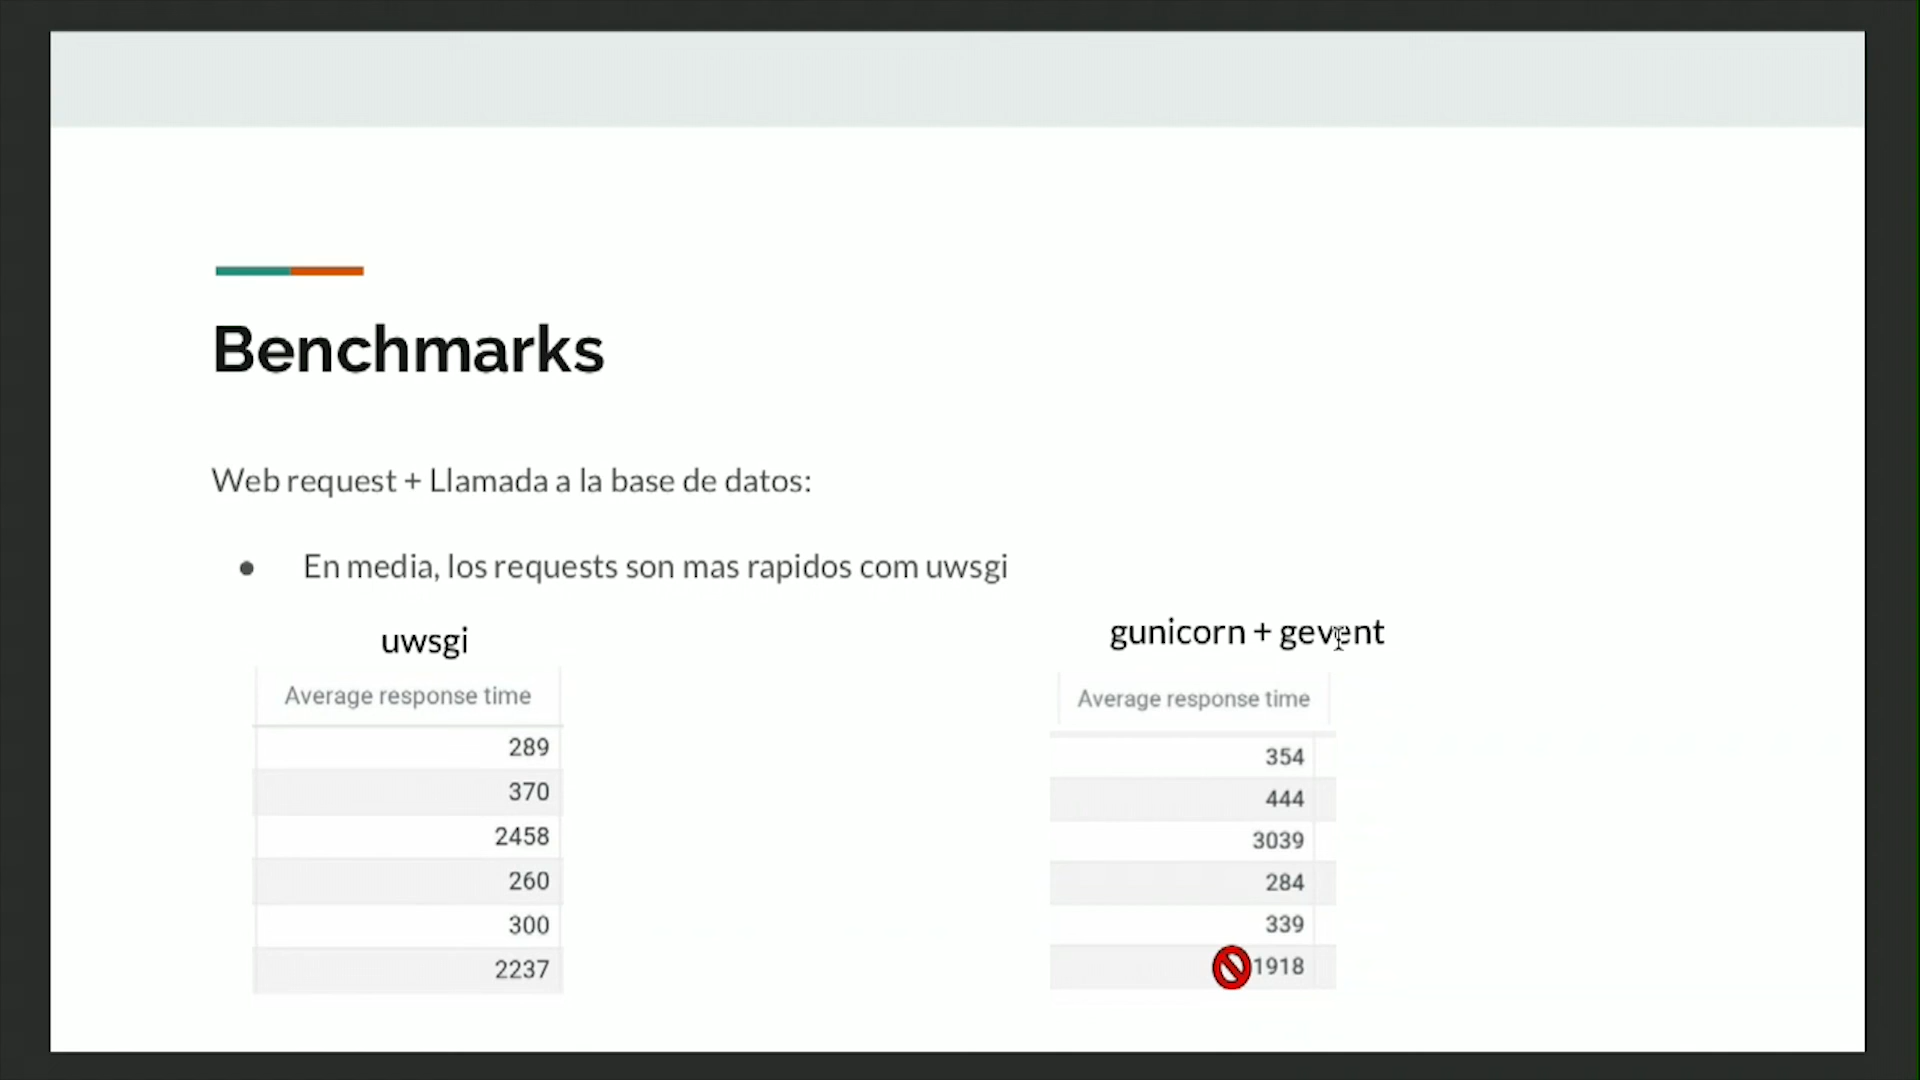 Benchmarks
Web request + Llamada a la base de datos:
● En media, los requests son mas rapidos com uwsgi
uwsgi
Average response time
289
370
2458
260
300
2237
gunicorn + gevent
Average response time
354
444
3039
284
339
1918